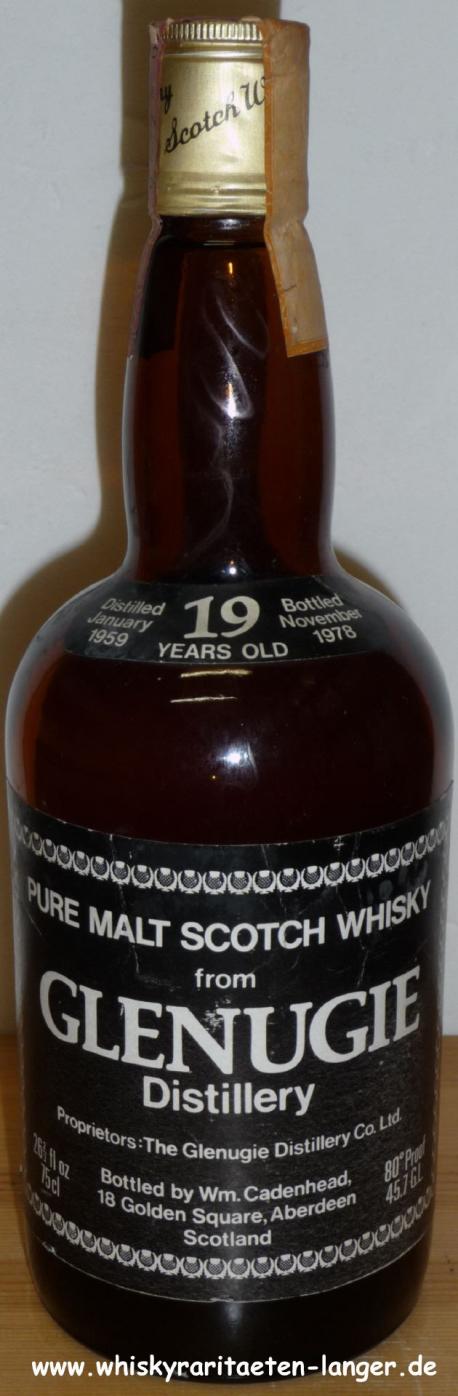 Scotch W
Distilled
January
1959
19
YEARS OLD
Bottled
November
1978
PURE MALT SCOTCH WHISKY
from
GLENUGIE
Distillery
Proprietors: The Glenugie Distillery Co. Ltd.
26⅔ fl oz
75cl
Bottled by Wm. Cadenhead,
18 Golden Square, Aberdeen
Scotland
80° Proof
45.7 G.L.
www.whiskyraritaeten-langer.de